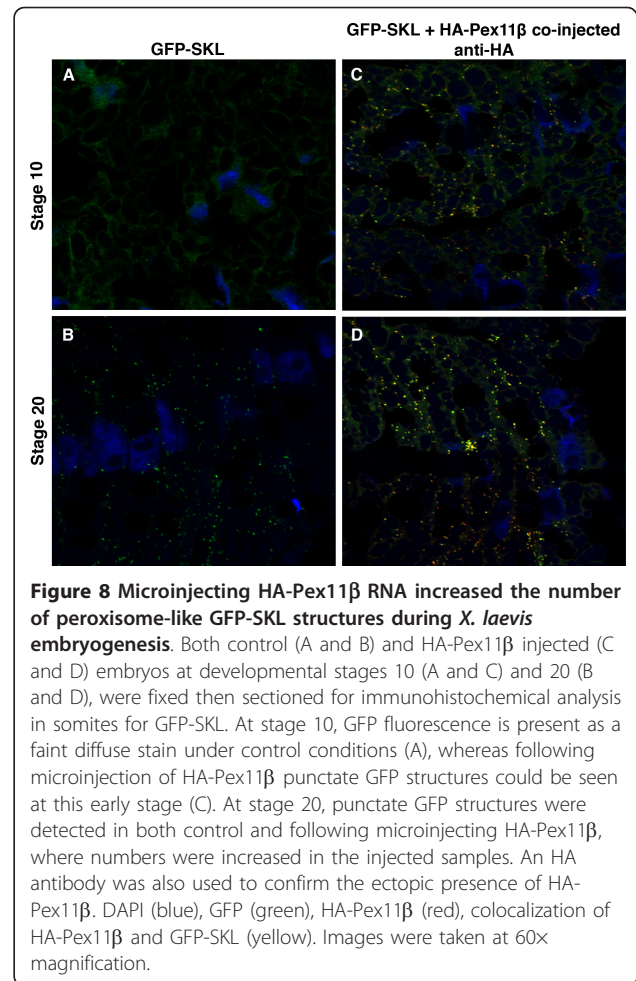 GFP-SKL
GFP-SKL + HA-Pex11β co-injected
anti-HA
Stage 10
A
C
Stage 20
B
D
Figure 8 Microinjecting HA-Pex11β RNA increased the number
of peroxisome-like GFP-SKL structures during X. laevis
embryogenesis. Both control (A and B) and HA-Pex11β injected (C
and D) embryos at developmental stages 10 (A and C) and 20 (B
and D), were fixed then sectioned for immunohistochemical analysis
in somites for GFP-SKL. At stage 10, GFP fluorescence is present as a
faint diffuse stain under control conditions (A), whereas following
microinjection of HA-Pex11β punctate GFP structures could be seen
at this early stage (C). At stage 20, punctate GFP structures were
detected in both control and following microinjecting HA-Pex11β,
where numbers were increased in the injected samples. An HA
antibody was also used to confirm the ectopic presence of HA-
Pex11β. DAPI (blue), GFP (green), HA-Pex11β (red), colocalization of
HA-Pex11β and GFP-SKL (yellow). Images were taken at 60×
magnification.